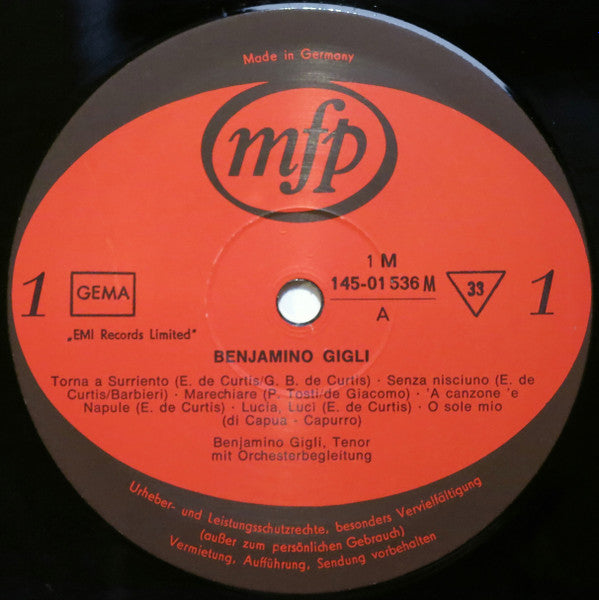 Made in Germany
mfp
1 M
145-01 536 M
A
33
1
GEMA
1
„EMI Records Limited"
BENJAMINO GIGLI
Torna a Surriento (E. de Curtis/G. B. de Curtis) · Senza nisciuno (E. de
Curtis/Barbieri) · Marechiare (P. Tosti/de Giacomo) · 'A canzone 'e
Napule (E. de Curtis) · Lucia, Luci (E. de Curtis) · O sole mio
(di Capua - Capurro)
Benjamino Gigli, Tenor
mit Orchesterbegleitung
Urheber- und Leistungsschutzrechte, besonders Vervielfältigung
(außer zum persönlichen Gebrauch)
Vermietung, Aufführung, Sendung vorbehalten